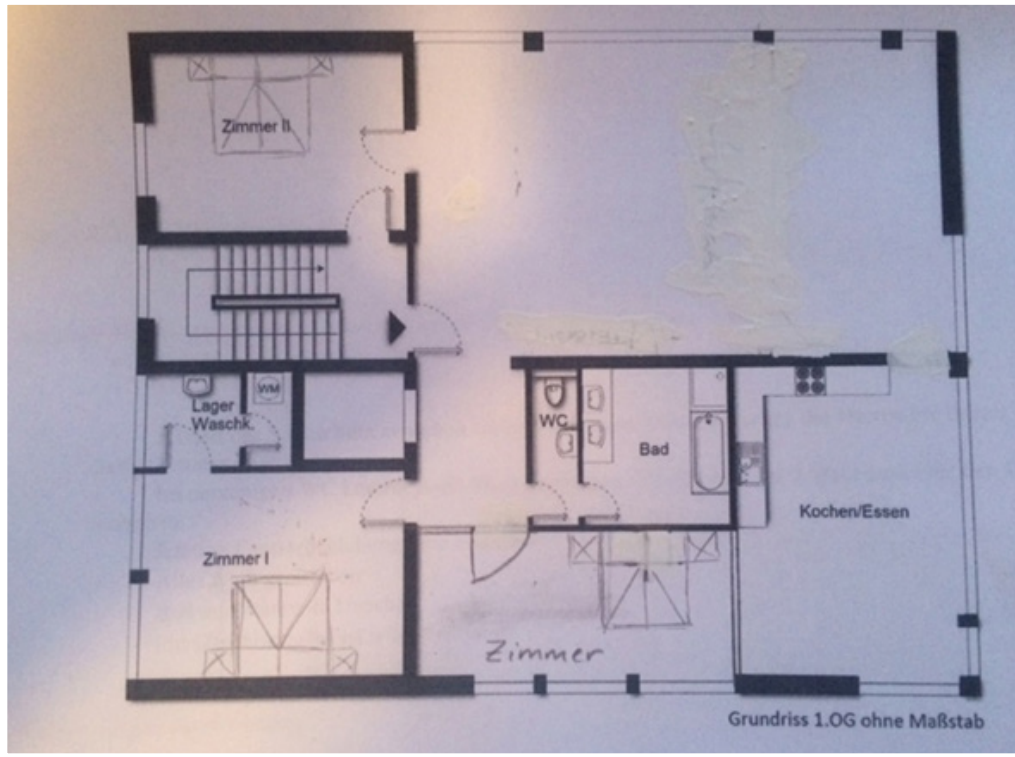 Zimmer II
WM
Lager
Waschk.
WC
Bad
Kochen/Essen
Zimmer I
Zimmer
Grundriss 1.OG ohne Maßstab